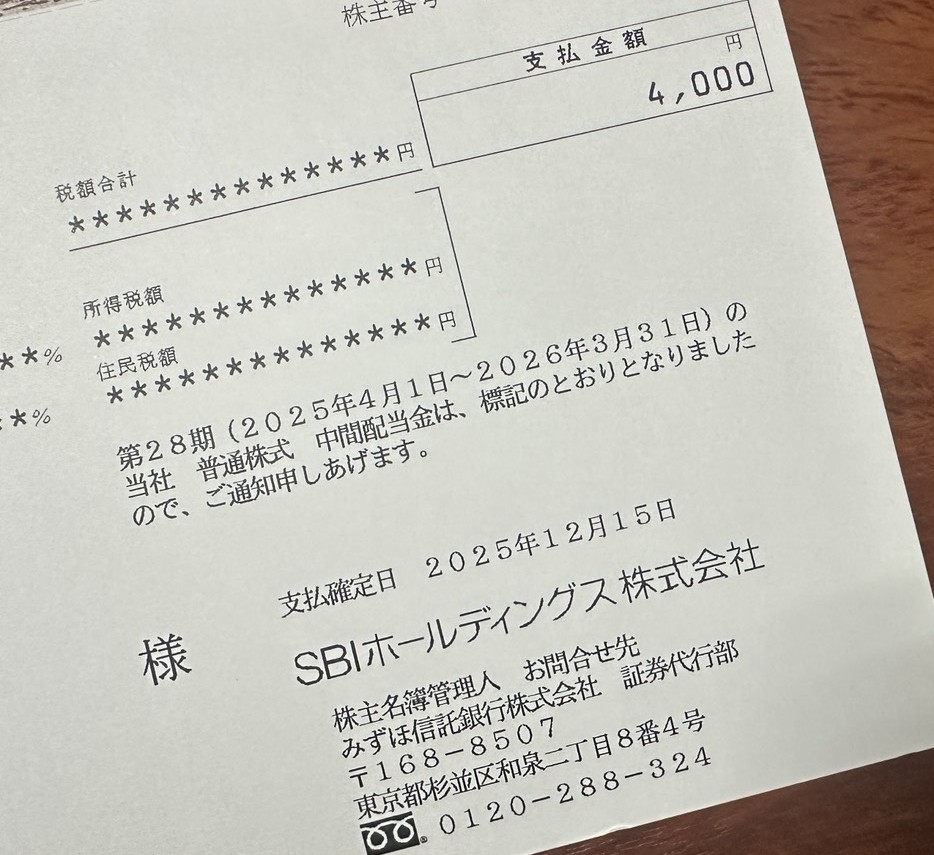 株主番号
支払金額
円
4,000
税額合計
**************円
所得税額
**************円
**%
住民税額
**************円
**%
第28期（2025年4月1日～2026年3月31日）の
当社　普通株式　中間配当金は、標記のとおりとなりました
ので、ご通知申しあげます。
支払確定日　2025年12月15日
様
SBIホールディングス株式会社
株主名簿管理人　お問合せ先
みずほ信託銀行株式会社　証券代行部
〒168－8507
東京都杉並区和泉二丁目8番4号
0120－288－324